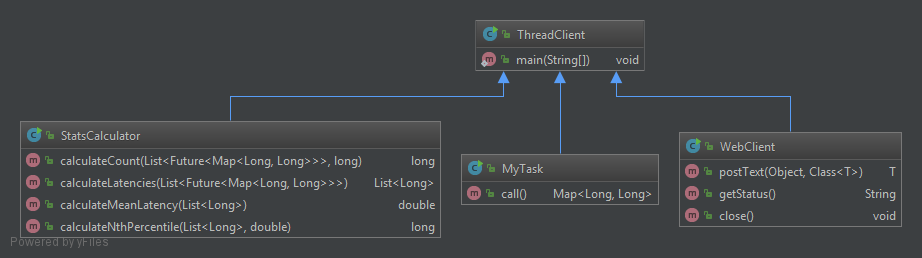 ThreadClient
main(String[]) void
StatsCalculator
calculateCount(List<Future<Map<Long, Long>>>, long) long
calculateLatencies(List<Future<Map<Long, Long>>>) List<Long>
calculateMeanLatency(List<Long>) double
calculateNthPercentile(List<Long>, double) long
MyTask
call() Map<Long, Long>
WebClient
postText(Object, Class<T>) T
getStatus() String
close() void
Powered by yFiles